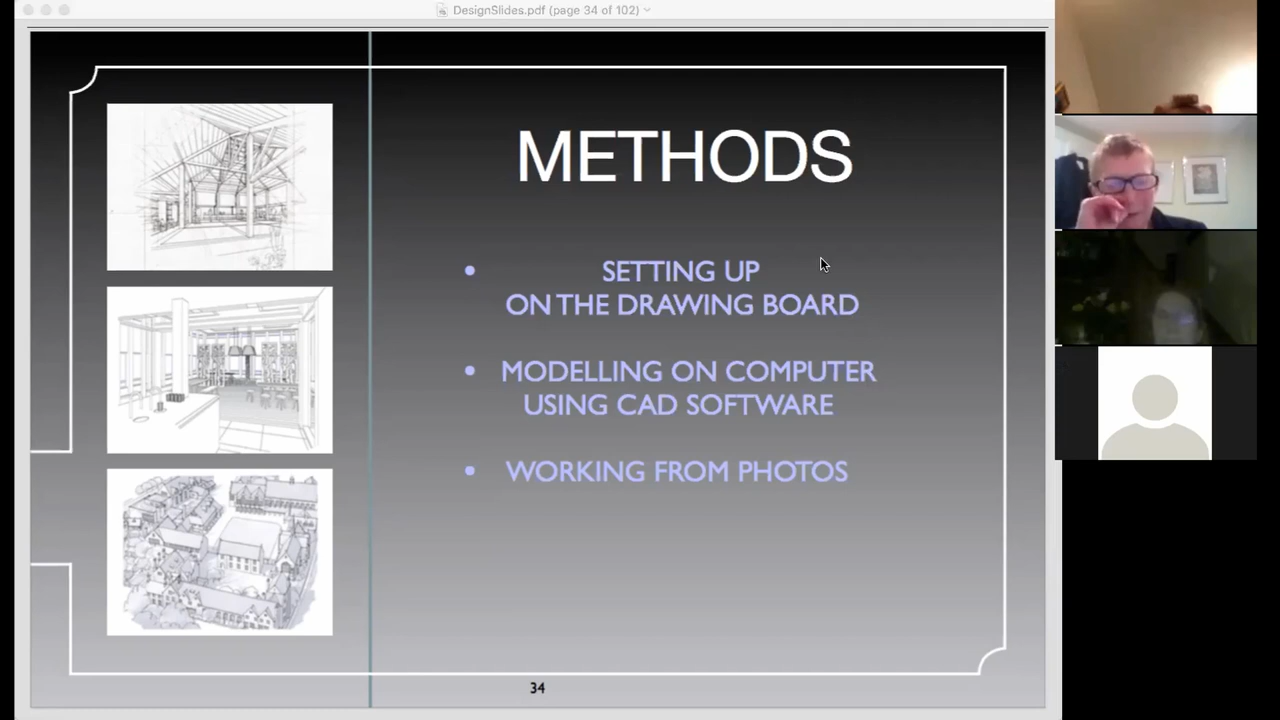 DesignSlides.pdf (page 34 of 102)
METHODS
• SETTING UP
ON THE DRAWING BOARD
• MODELLING ON COMPUTER
USING CAD SOFTWARE
• WORKING FROM PHOTOS
34